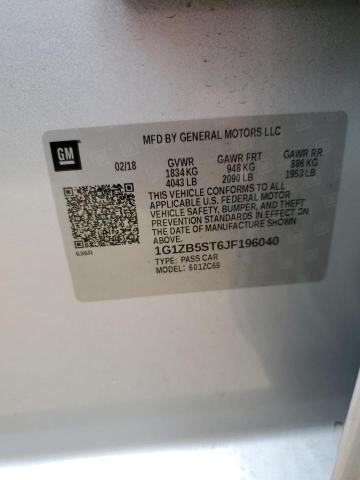 GM
MFD BY GENERAL MOTORS LLC
02/18 GVWR GAWR FRT GAWR RR
1834 KG 948 KG 886 KG
4043 LB 2090 LB 1953 LB
THIS VEHICLE CONFORMS TO ALL
APPLICABLE U.S. FEDERAL MOTOR
VEHICLE SAFETY, BUMPER, AND THEFT
PREVENTION STANDARDS IN EFFECT ON
THE DATE OF MANUFACTURE SHOWN
ABOVE.
1G1ZB5ST6JF196040
TYPE: PASS CAR
MODEL: 601ZC69